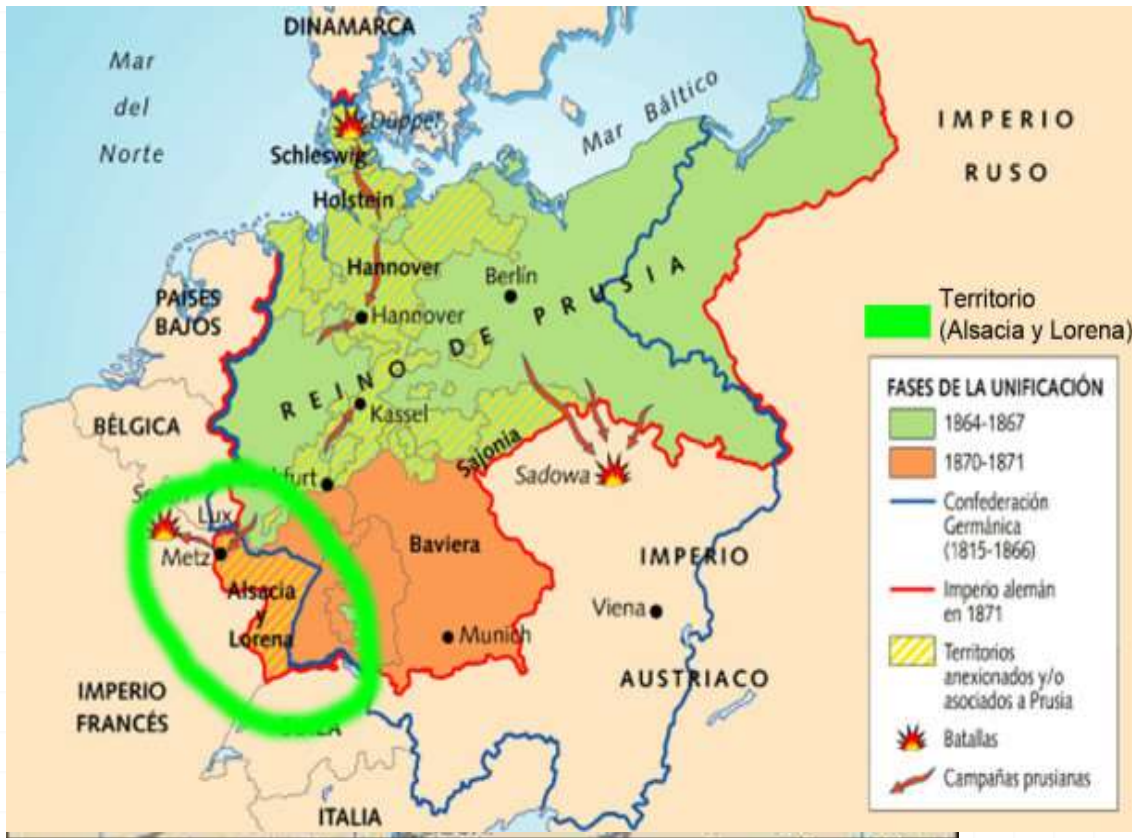 DINAMARCA
Mar
del
Norte
Mar Báltico
IMPERIO
RUSO
Düppel
Schleswig
Holstein
Hannover
Berlín
PAÍSES
BAJOS
Hannover
REINO DE PRUSIA
Kassel
BÉLGICA
Sajonia
Sadowa
Lux
Metz
Baviera
IMPERIO
AUSTRIACO
Alsacia
y
Lorena
Viena
Munich
IMPERIO
FRANCÉS
ITALIA
Territorio
(Alsacia y Lorena)
FASES DE LA UNIFICACIÓN
1864-1867
1870-1871
Confederación
Germánica
(1815-1866)
Imperio alemán
en 1871
Territorios
anexionados y/o
asociados a Prusia
Batallas
Campañas prusianas